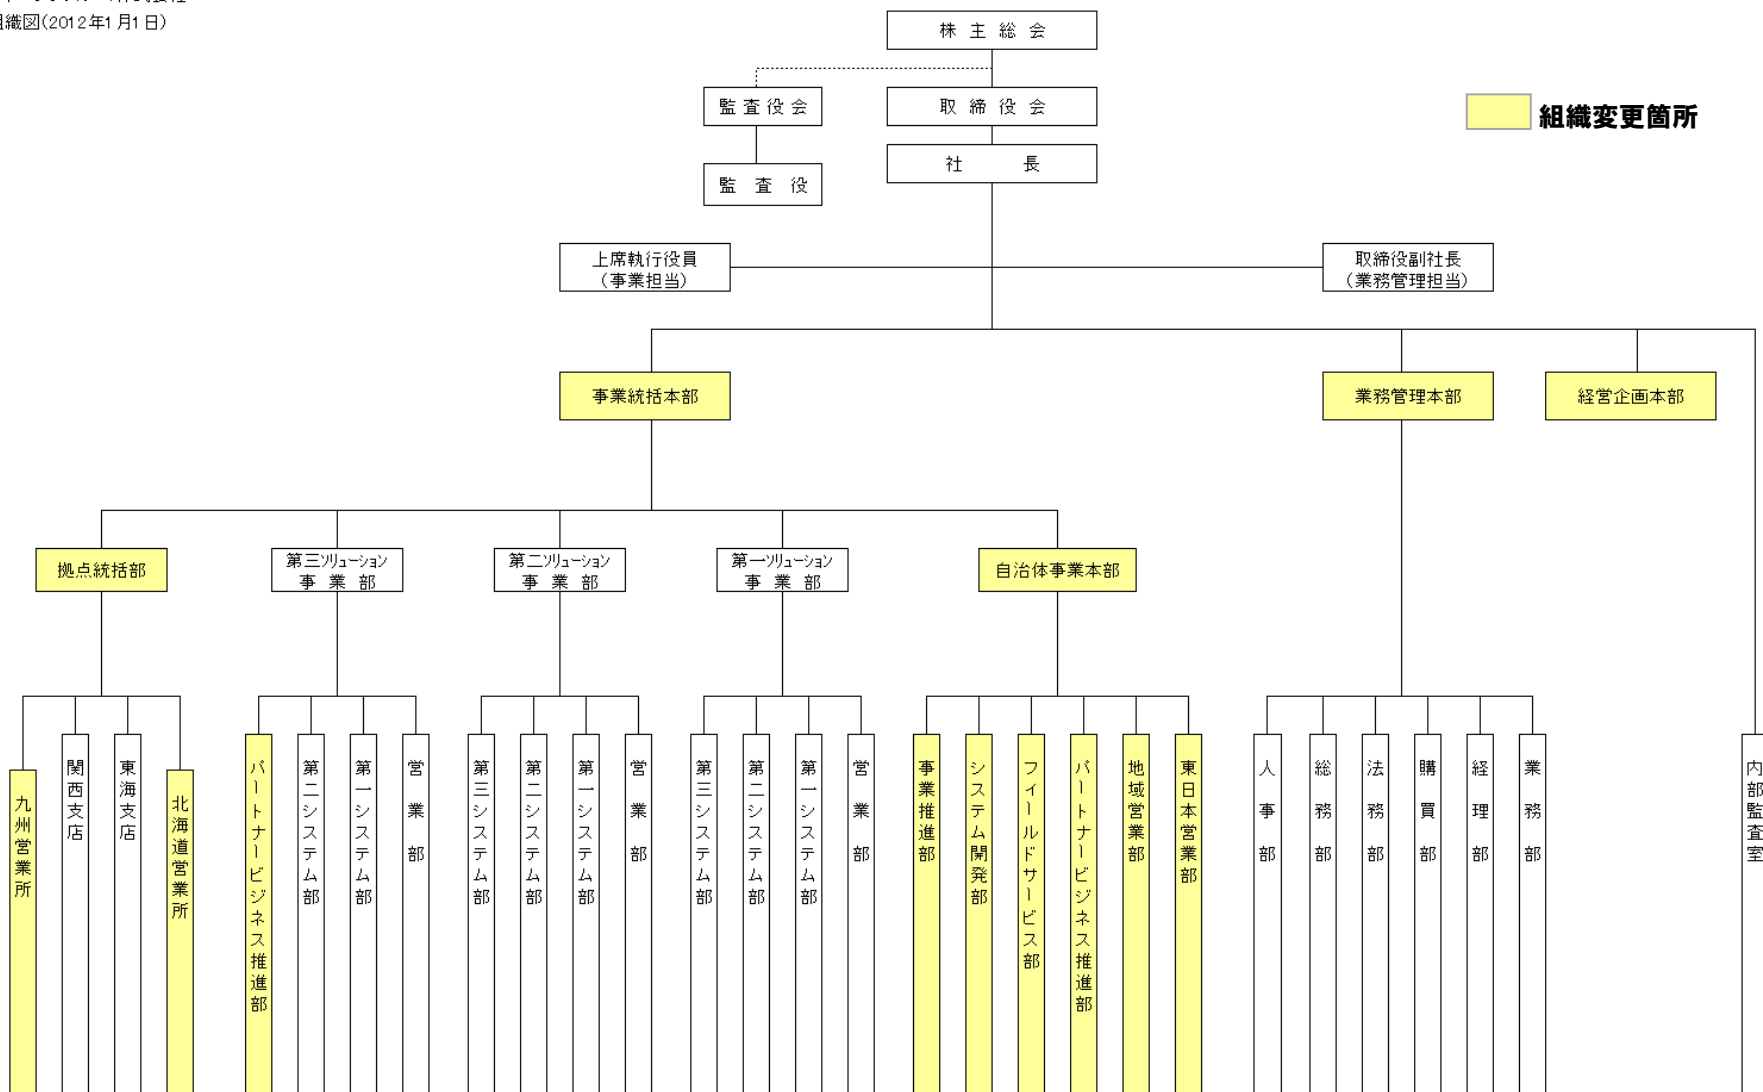 組織図(2012年1月1日)
株主総会
監査役会
取締役会
組織変更箇所
社長
監査役
上席執行役員
（事業担当）
取締役副社長
（業務管理担当）
事業統括本部
業務管理本部
経営企画本部
拠点統括部
第三ソリューション
事業部
第二ソリューション
事業部
第一ソリューション
事業部
自治体事業本部
九州営業所
関西支店
東海支店
北海道営業所
パートナービジネス推進部
第二システム部
第一システム部
営業部
第三システム部
第二システム部
第一システム部
営業部
第三システム部
第二システム部
第一システム部
営業部
事業推進部
システム開発部
フィールドサービス部
パートナービジネス推進部
地域営業部
東日本営業部
人事部
総務部
法務部
購買部
経理部
業務部
内部監査室